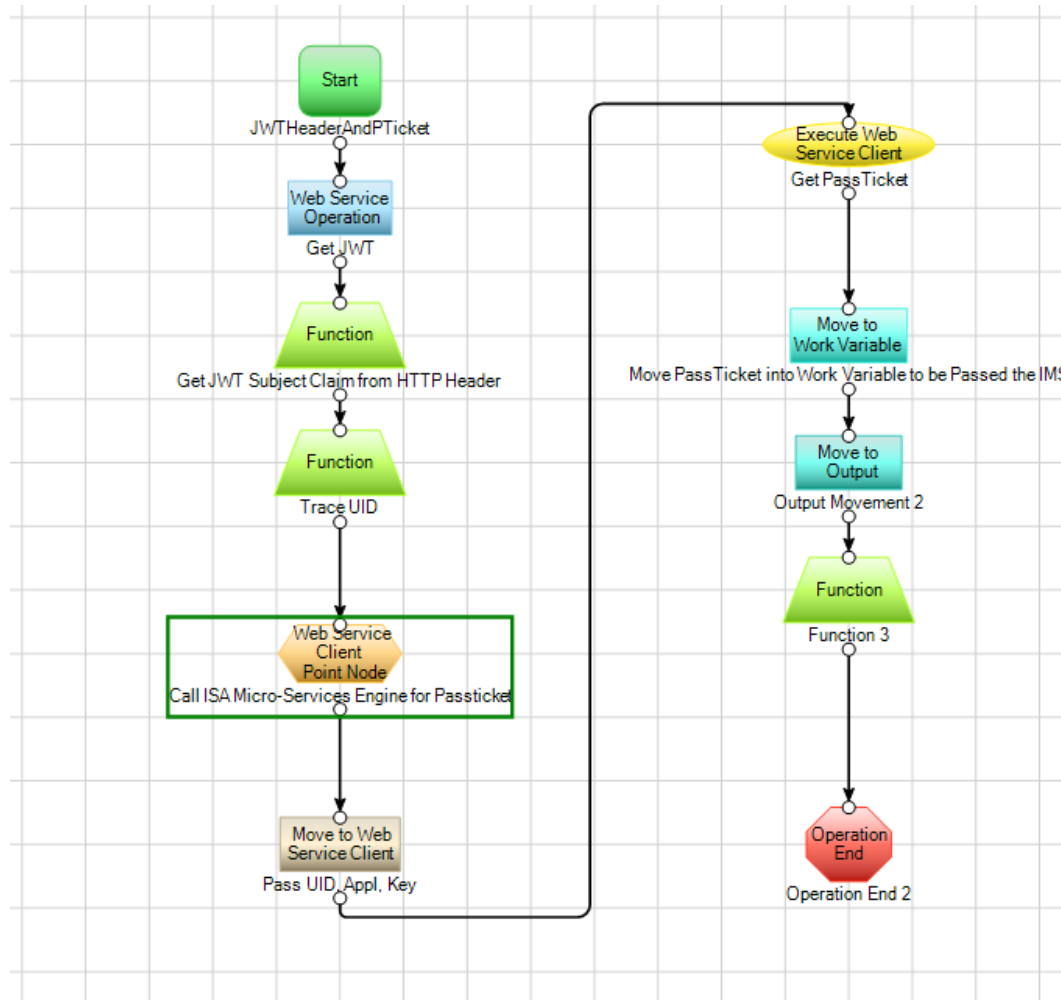 Start
JWTHeaderAndPTicket
Web Service
Operation
Get JWT
Function
Get JWT Subject Claim from HTTP Header
Function
Trace UID
Web Service
Client
Point Node
Call ISA Micro-Services Engine for Passticket
Move to Web
Service Client
Pass UID, Appl, Key
Execute Web
Service Client
Get PassTicket
Move to
Work Variable
Move PassTicket into Work Variable to be Passed the IMS
Move to
Output
Output Movement 2
Function
Function 3
Operation
End
Operation End 2